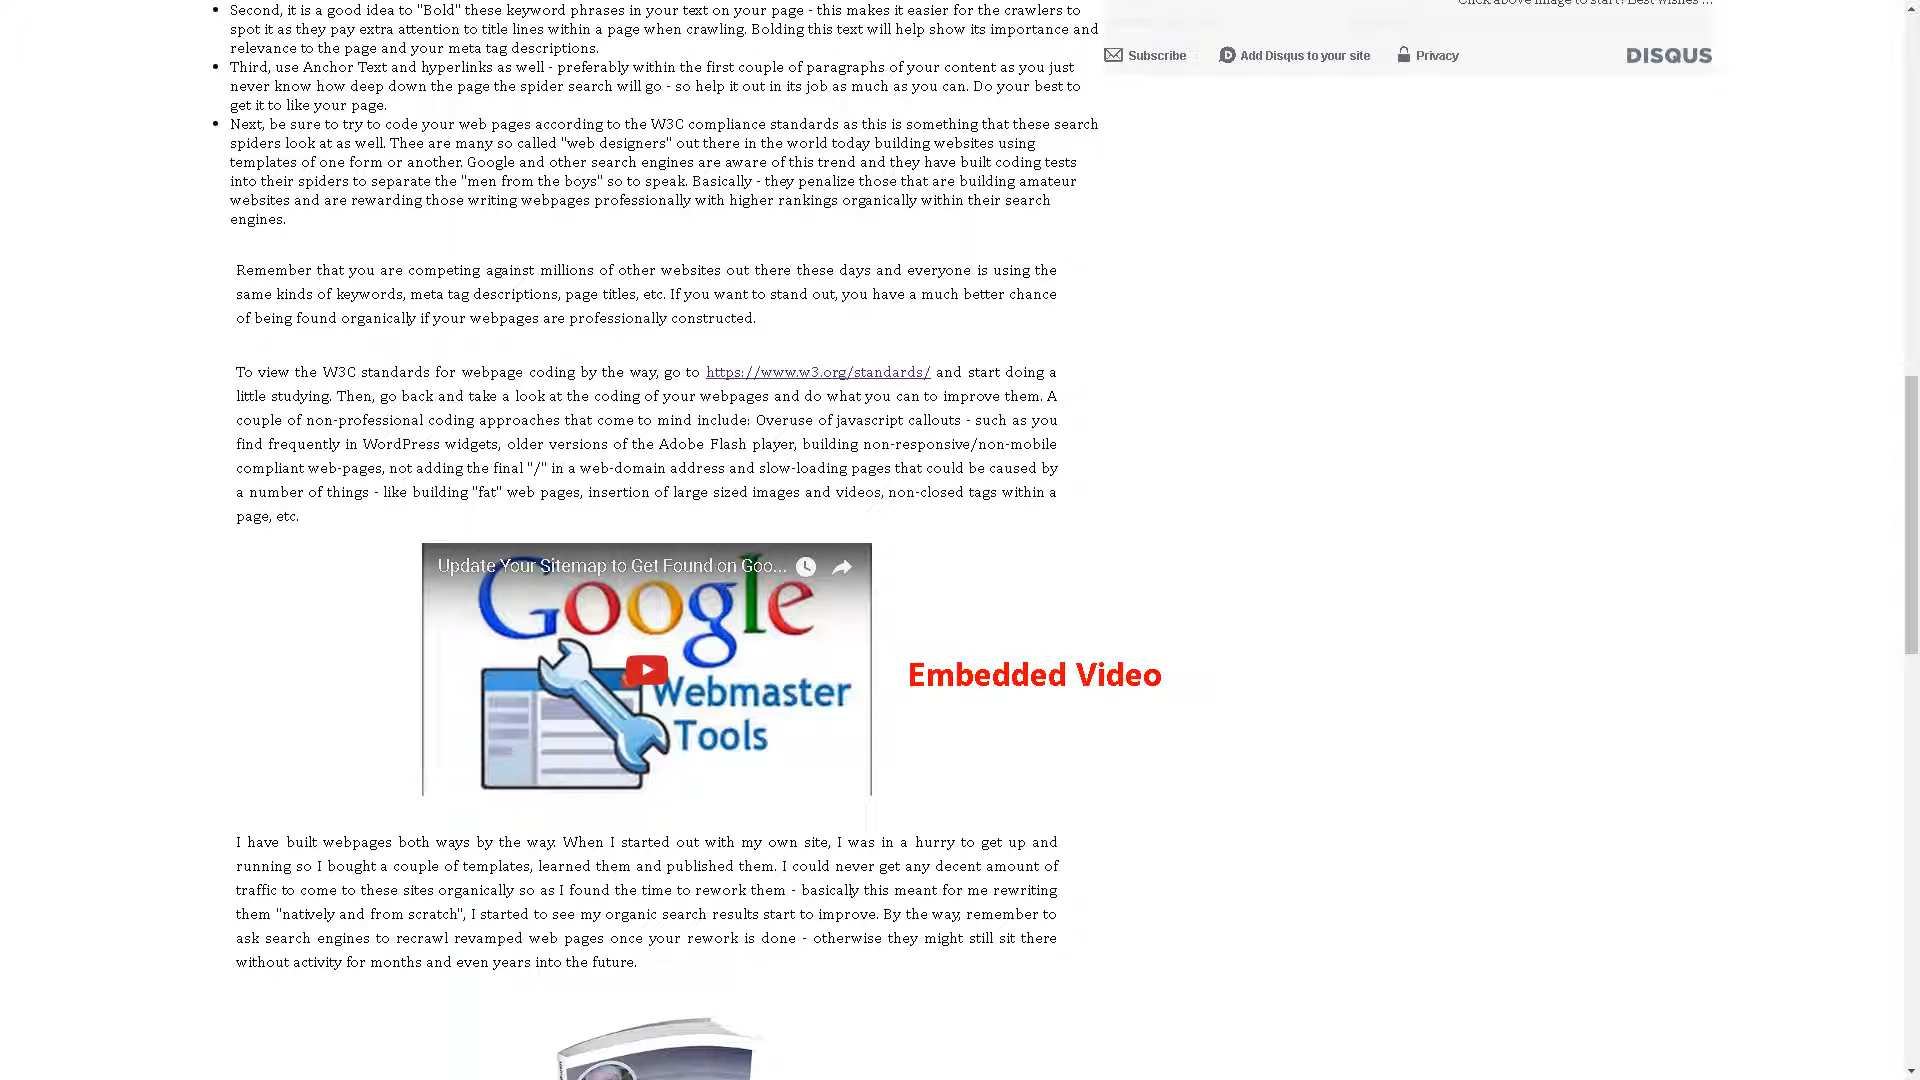 Second, it is a good idea to "Bold" these keyword phrases in your text on your page - this makes it easier for the crawlers to
spot it as they pay extra attention to title lines within a page when crawling. Bolding this text will help show its importance and
relevance to the page and your meta tag descriptions.
Third, use Anchor Text and hyperlinks as well - preferably within the first couple of paragraphs of your content as you just
never know how deep down the page the spider search will go - so help it out in its job as much as you can. Do your best to
get it to like your page.
Next, be sure to try to code your web pages according to the W3C compliance standards as this is something that these search
spiders look at as well. Thee are many so called "web designers" out there in the world today building websites using
templates of one form or another. Google and other search engines are aware of this trend and they have built coding tests
into their spiders to separate the "men from the boys" so to speak. Basically - they penalize those that are building amateur
websites and are rewarding those writing webpages professionally with higher rankings organically within their search
engines.
Click above image to start! Best wishes ...
Subscribe
Add Disqus to your site
Privacy
DISQUS
Remember that you are competing against millions of other websites out there these days and everyone is using the
same kinds of keywords, meta tag descriptions, page titles, etc. If you want to stand out, you have a much better chance
of being found organically if your webpages are professionally constructed.
To view the W3C standards for webpage coding by the way, go to https://www.w3.org/standards/ and start doing a
little studying. Then, go back and take a look at the coding of your webpages and do what you can to improve them. A
couple of non-professional coding approaches that come to mind include: Overuse of javascript callouts - such as you
find frequently in WordPress widgets, older versions of the Adobe Flash player, building non-responsive/non-mobile
compliant web-pages, not adding the final "/" in a web-domain address and slow-loading pages that could be caused by
a number of things - like building "fat" web pages, insertion of large sized images and videos, non-closed tags within a
page, etc.
Update Your Sitemap to Get Found on Goo...
Google
Webmaster
Tools
Embedded Video
I have built webpages both ways by the way. When I started out with my own site, I was in a hurry to get up and
running so I bought a couple of templates, learned them and published them. I could never get any decent amount of
traffic to come to these sites organically so as I found the time to rework them - basically this meant for me rewriting
them "natively and from scratch", I started to see my organic search results start to improve. By the way, remember to
ask search engines to recrawl revamped web pages once your rework is done - otherwise they might still sit there
without activity for months and even years into the future.